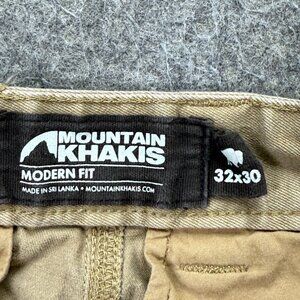 MOUNTAIN
KHAKIS
MODERN FIT
MADE IN SRI LANKA • MOUNTAINKHAKIS.COM
32x30